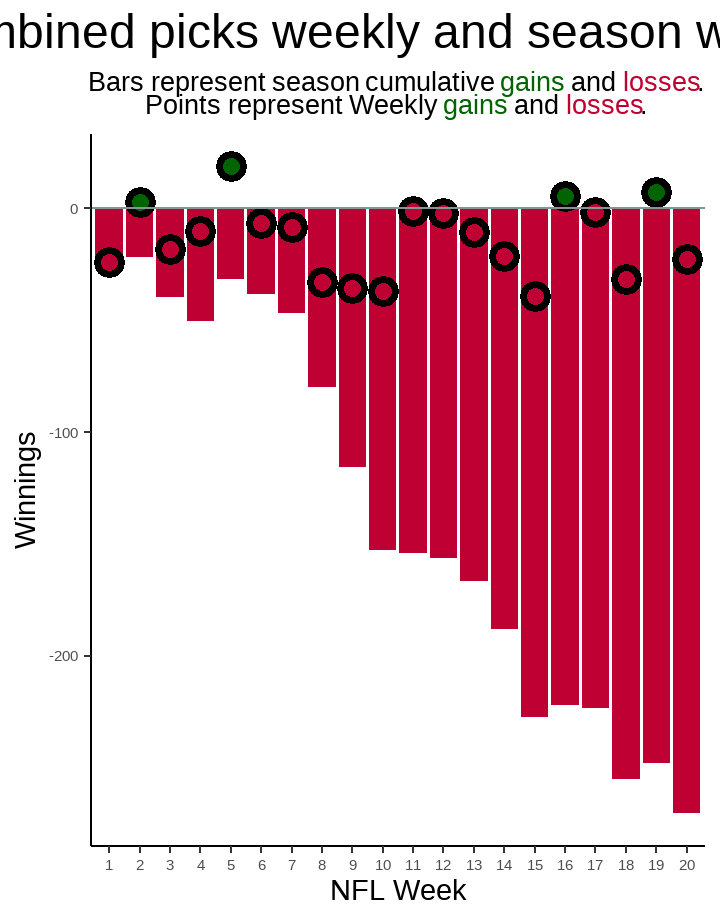 mbined picks weekly and season w
Bars represent season cumulative gains and losses.
Points represent Weekly gains and losses.
Winnings
0
-100
-200
1 2 3 4 5 6 7 8 9 10 11 12 13 14 15 16 17 18 19 20
NFL Week